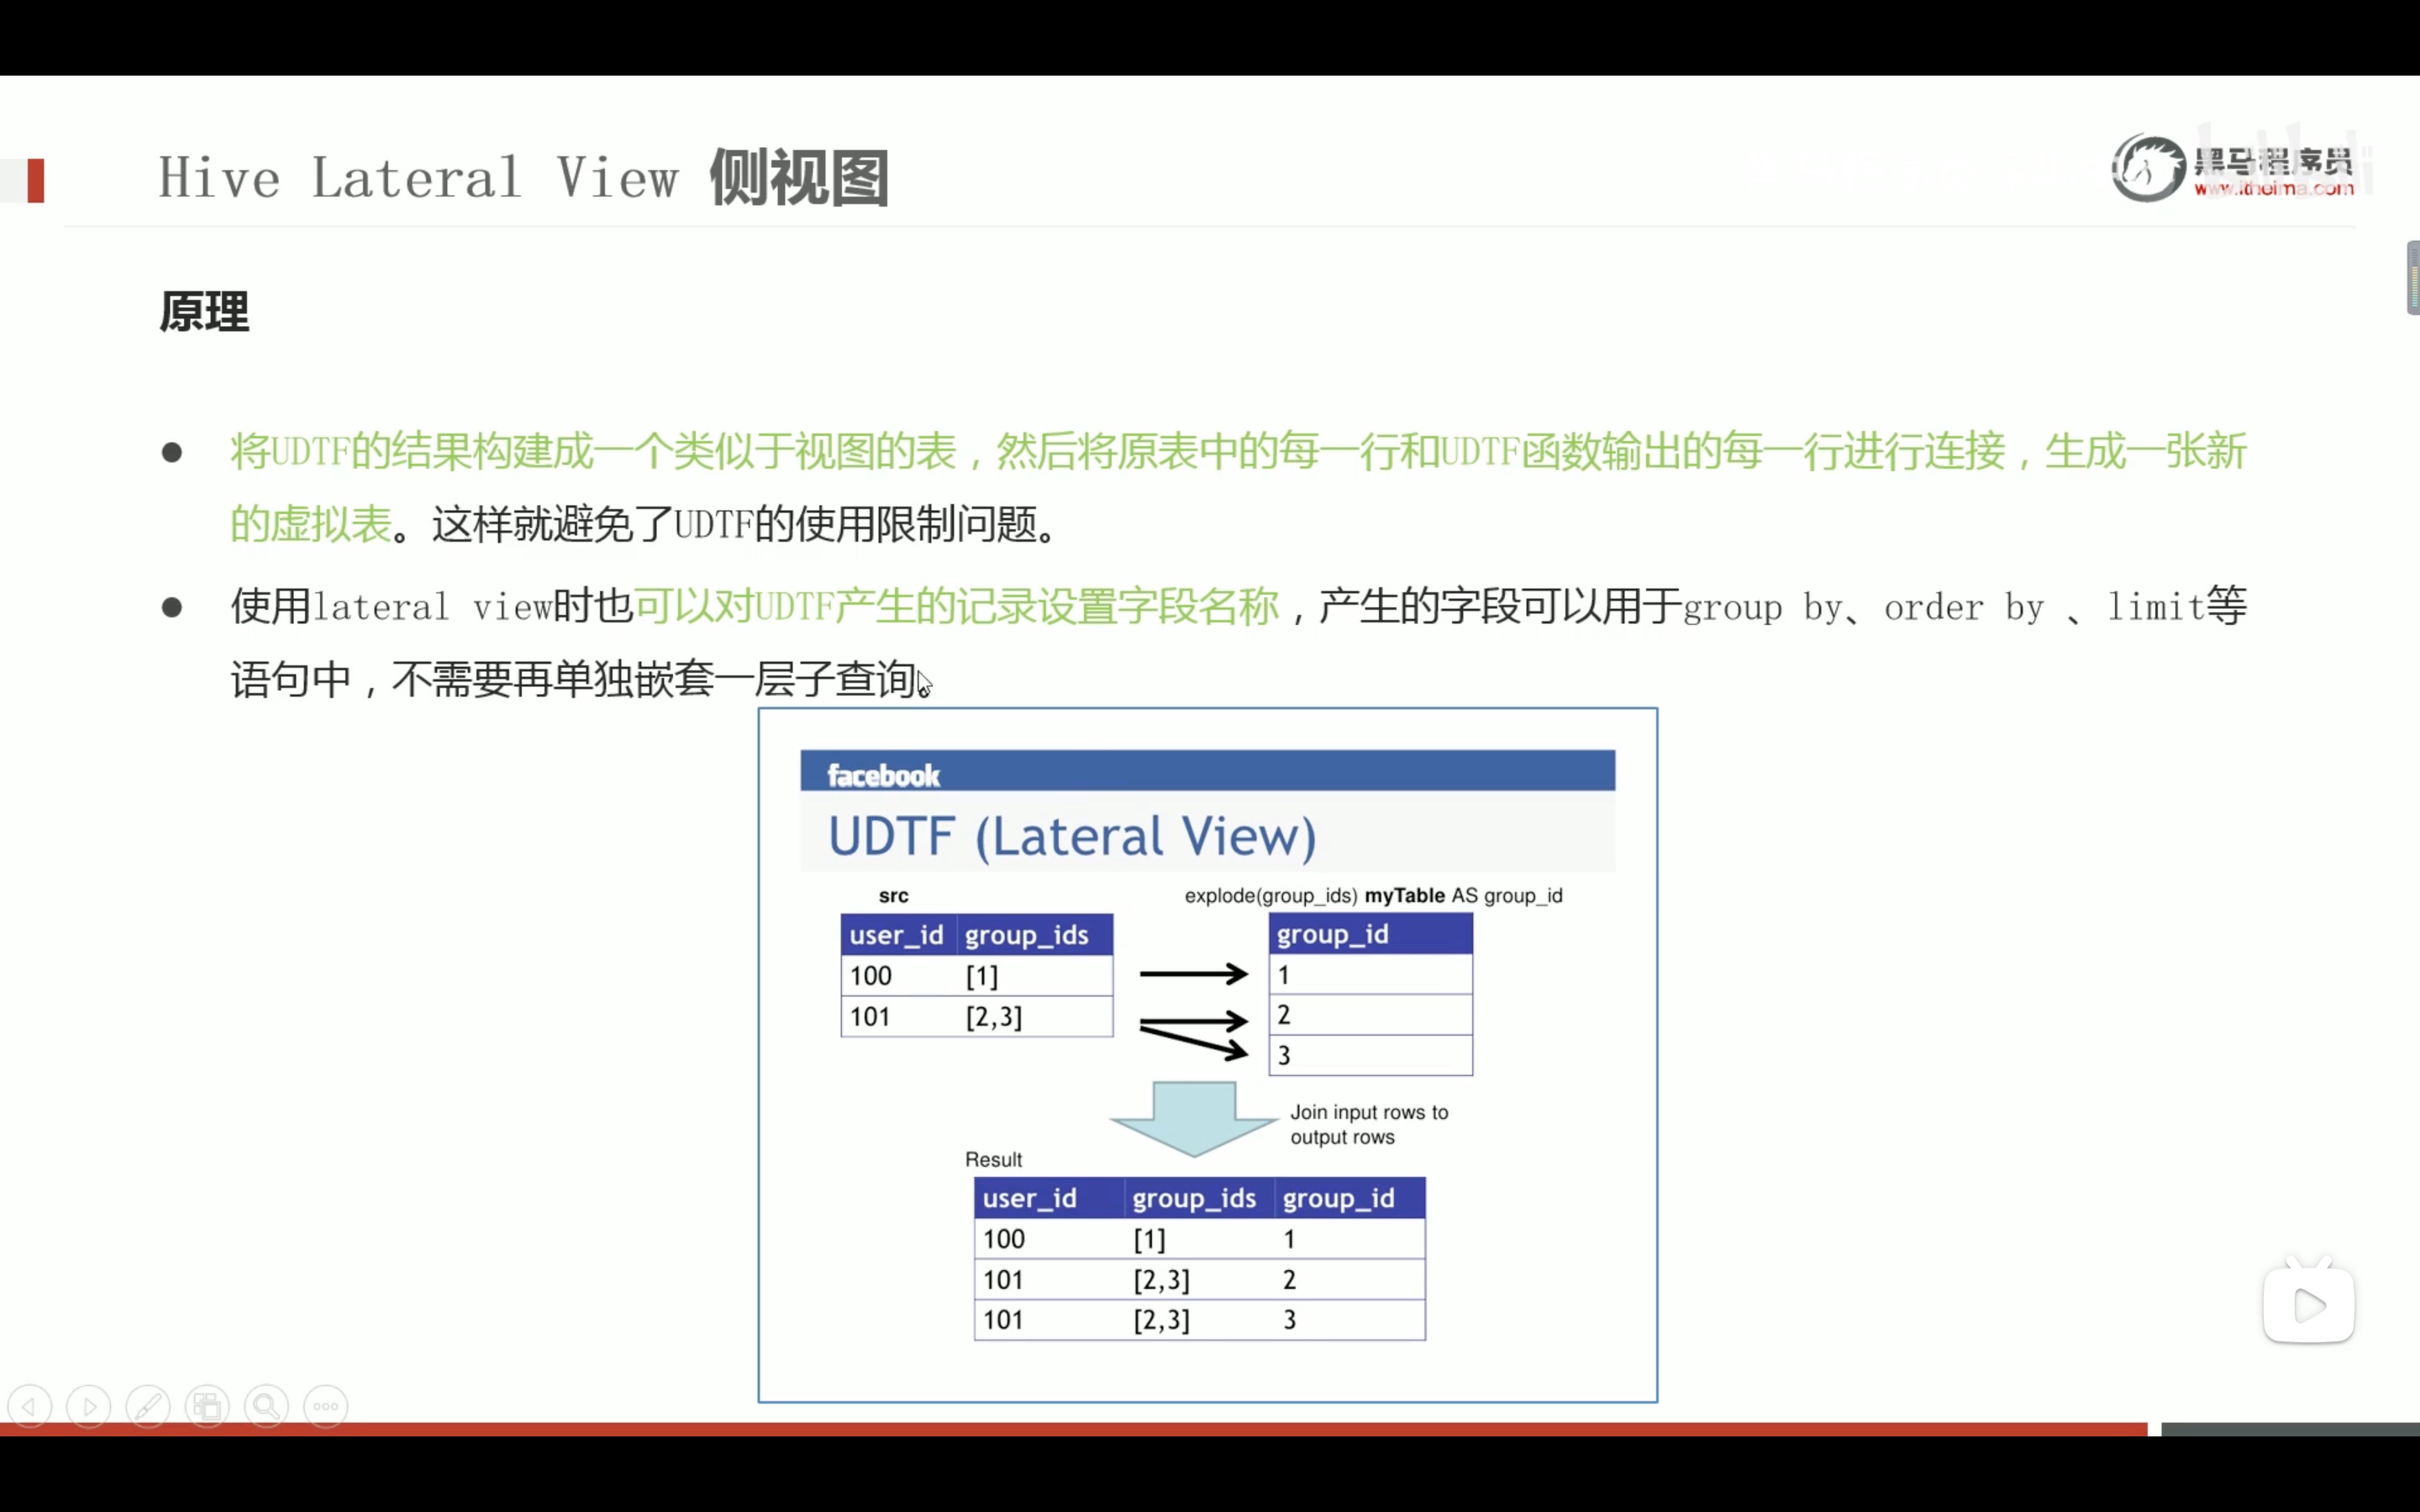 Hive Lateral View 侧视图
黑马程序员
www.itheima.com
原理
● 将UDTF的结果构建成一个类似于视图的表，然后将原表中的每一行和UDTF函数输出的每一行进行连接，生成一张新
的虚拟表。这样就避免了UDTF的使用限制问题。
● 使用lateral view时也可以对UDTF产生的记录设置字段名称，产生的字段可以用于group by、order by 、limit等
语句中，不需要再单独嵌套一层子查询。
facebook
UDTF (Lateral View)
src
explode(group_ids) myTable AS group_id
user_id group_ids
100 [1]
101 [2,3]
group_id
1
2
3
Join input rows to
output rows
Result
user_id group_ids group_id
100 [1] 1
101 [2,3] 2
101 [2,3] 3